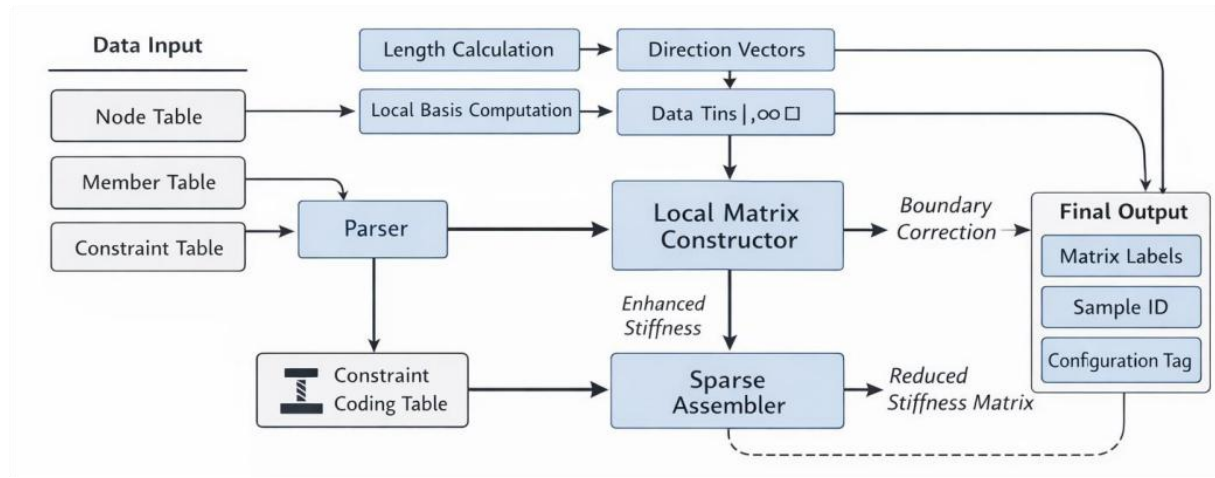 Data Input
Length Calculation
Direction Vectors
Node Table
Local Basis Computation
Data Tins|,∞□
Member Table
Constraint Table
Parser
Local Matrix
Constructor
Boundary
Correction
Final Output
Matrix Labels
Sample ID
Configuration Tag
Enhanced
Stiffness
Constraint
Coding Table
Sparse
Assembler
Reduced
Stiffness Matrix